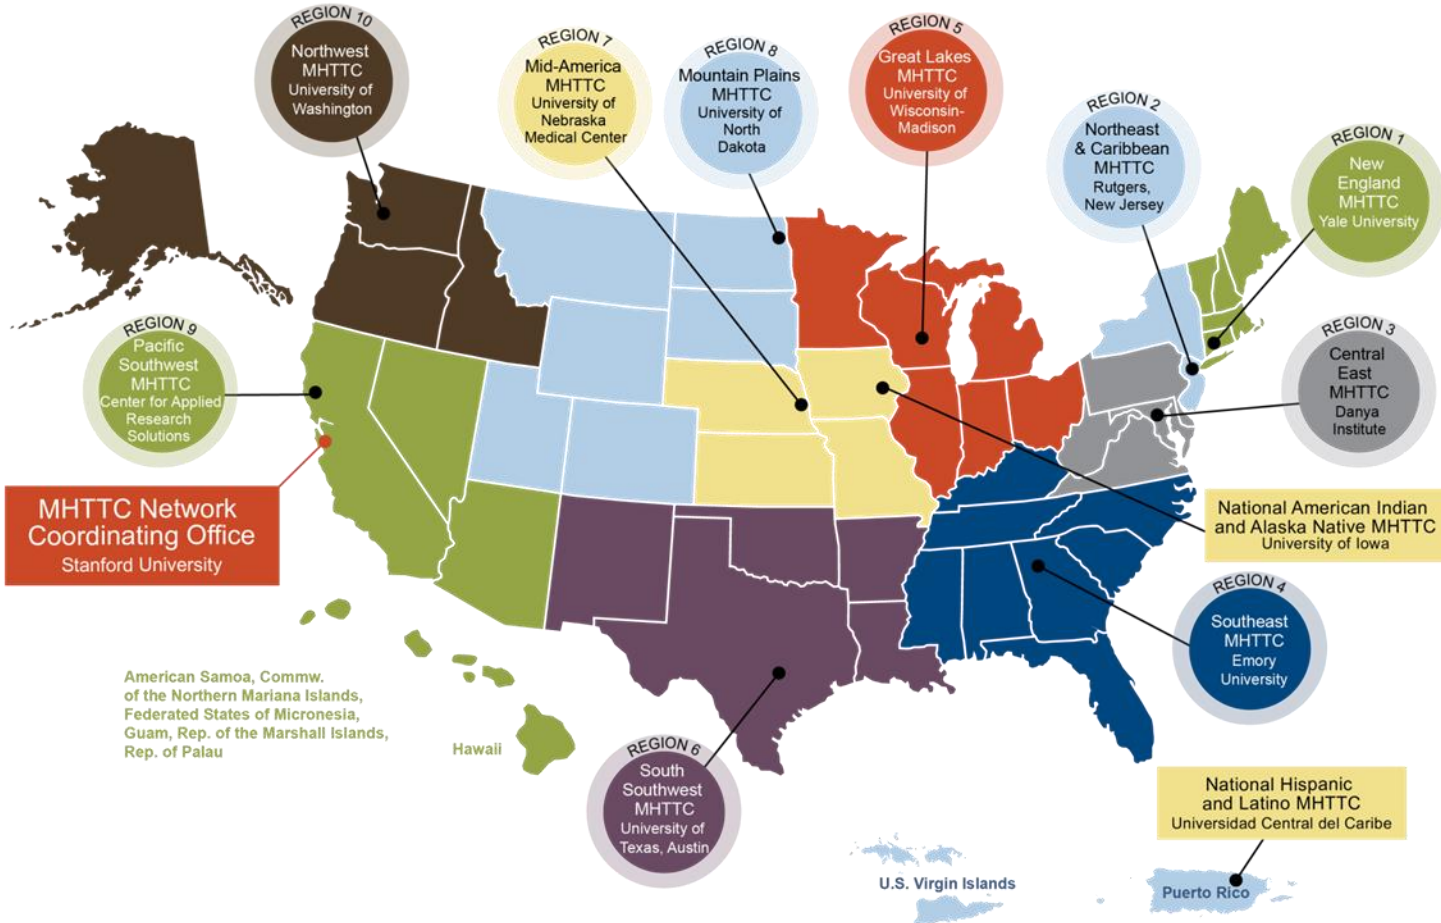 REGION 10
Northwest
MHTTC
University of
Washington
REGION 7
Mid-America
MHTTC
University of
Nebraska
Medical Center
REGION 8
Mountain Plains
MHTTC
University of
North
Dakota
REGION 5
Great Lakes
MHTTC
University of
Wisconsin-
Madison
REGION 2
Northeast
& Caribbean
MHTTC
Rutgers,
New Jersey
REGION 1
New
England
MHTTC
Yale University
REGION 9
Pacific
Southwest
MHTTC
Center for Applied
Research
Solutions
REGION 3
Central
East
MHTTC
Danya
Institute
MHTTC Network
Coordinating Office
Stanford University
National American Indian
and Alaska Native MHTTC
University of Iowa
REGION 4
Southeast
MHTTC
Emory
University
American Samoa, Commw.
of the Northern Mariana Islands,
Federated States of Micronesia,
Guam, Rep. of the Marshall Islands,
Rep. of Palau
Hawaii
REGION 6
South
Southwest
MHTTC
University of
Texas, Austin
National Hispanic
and Latino MHTTC
Universidad Central del Caribe
U.S. Virgin Islands
Puerto Rico